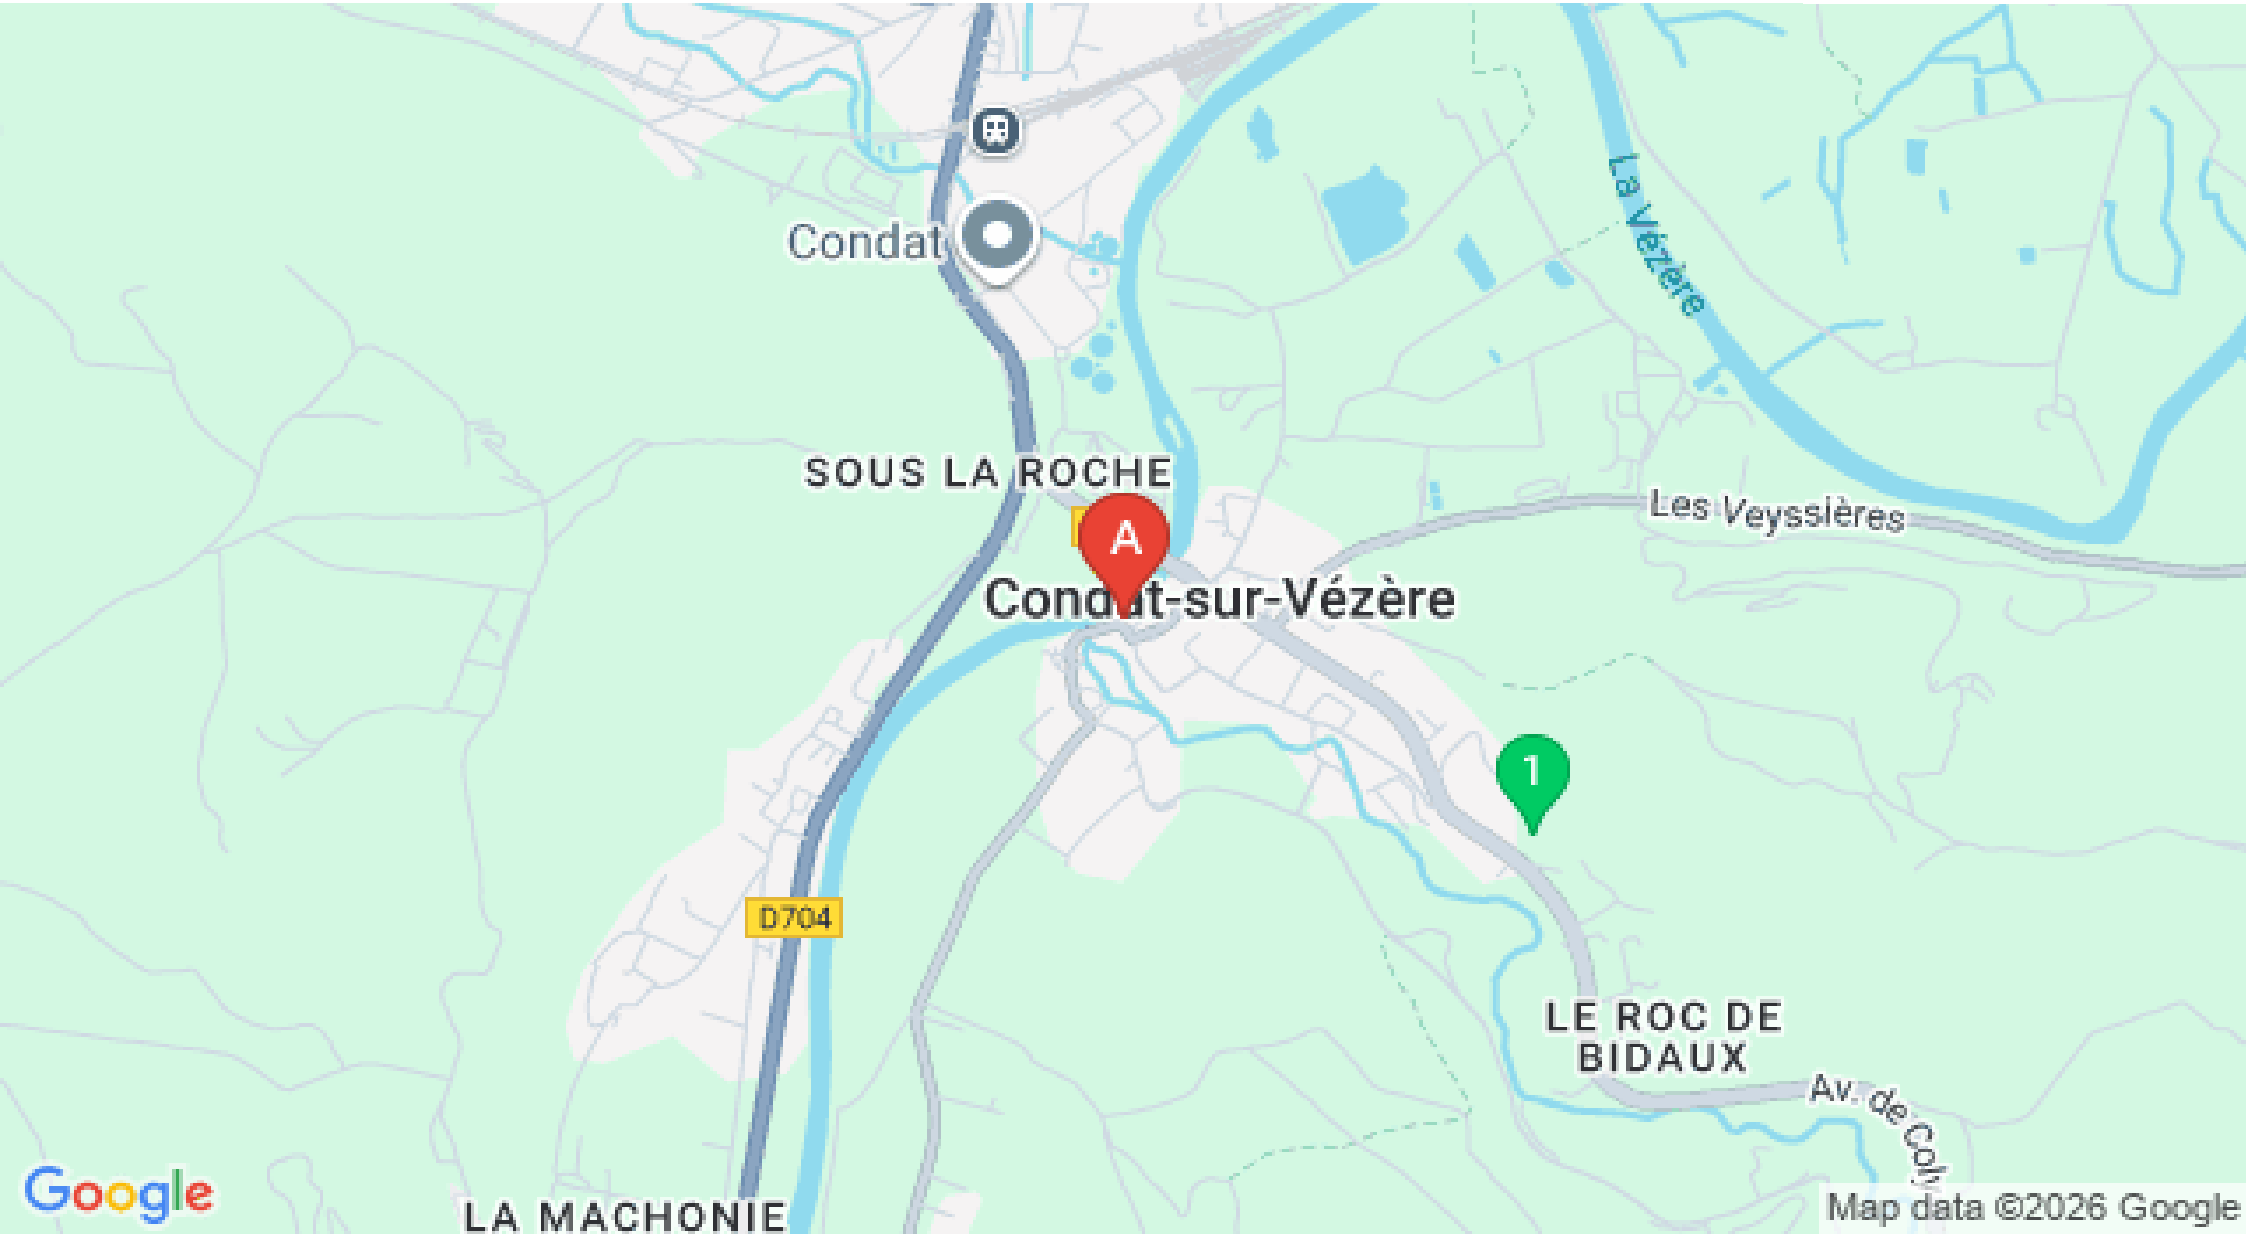 Condat
SOUS LA ROCHE
A
Condat-sur-Vézère
La Vézère
Les Veyssières
1
D704
LE ROC DE
BIDAUX
Av. de Coly
LA MACHONIE
Google
Map data ©2026 Google